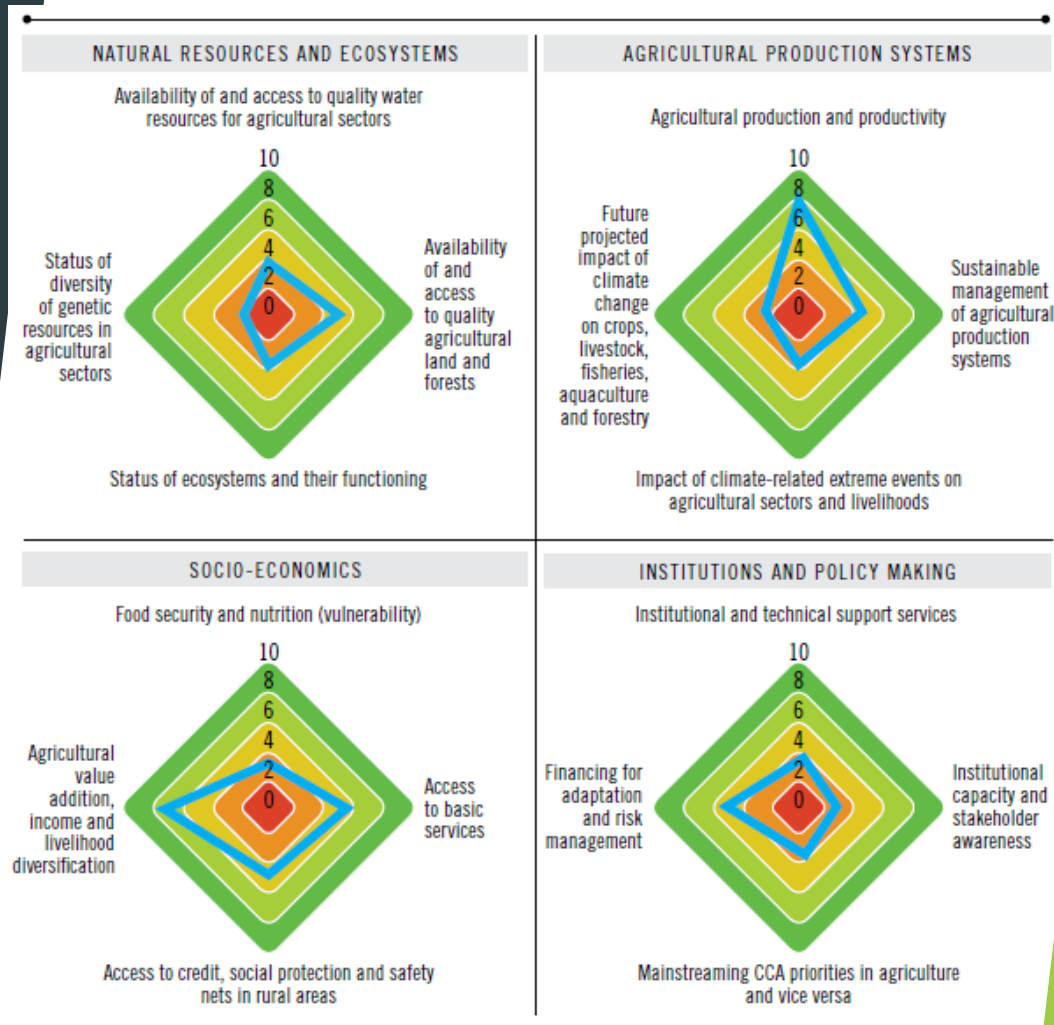 NATURAL RESOURCES AND ECOSYSTEMS
Availability of and access to quality water
resources for agricultural sectors
10
8
6
4
2
0
Status of
diversity
of genetic
resources in
agricultural
sectors
Availability
of and
access
to quality
agricultural
land and
forests
Status of ecosystems and their functioning
AGRICULTURAL PRODUCTION SYSTEMS
Agricultural production and productivity
10
8
6
4
2
0
Future
projected
impact of
climate
change
on crops,
livestock,
fisheries,
aquaculture
and forestry
Sustainable
management
of agricultural
production
systems
Impact of climate-related extreme events on
agricultural sectors and livelihoods
SOCIO-ECONOMICS
Food security and nutrition (vulnerability)
10
8
6
4
2
0
Agricultural
value
addition,
income and
livelihood
diversification
Access
to basic
services
Access to credit, social protection and safety
nets in rural areas
INSTITUTIONS AND POLICY MAKING
Institutional and technical support services
10
8
6
4
2
0
Financing for
adaptation
and risk
management
Institutional
capacity and
stakeholder
awareness
Mainstreaming CCA priorities in agriculture
and vice versa